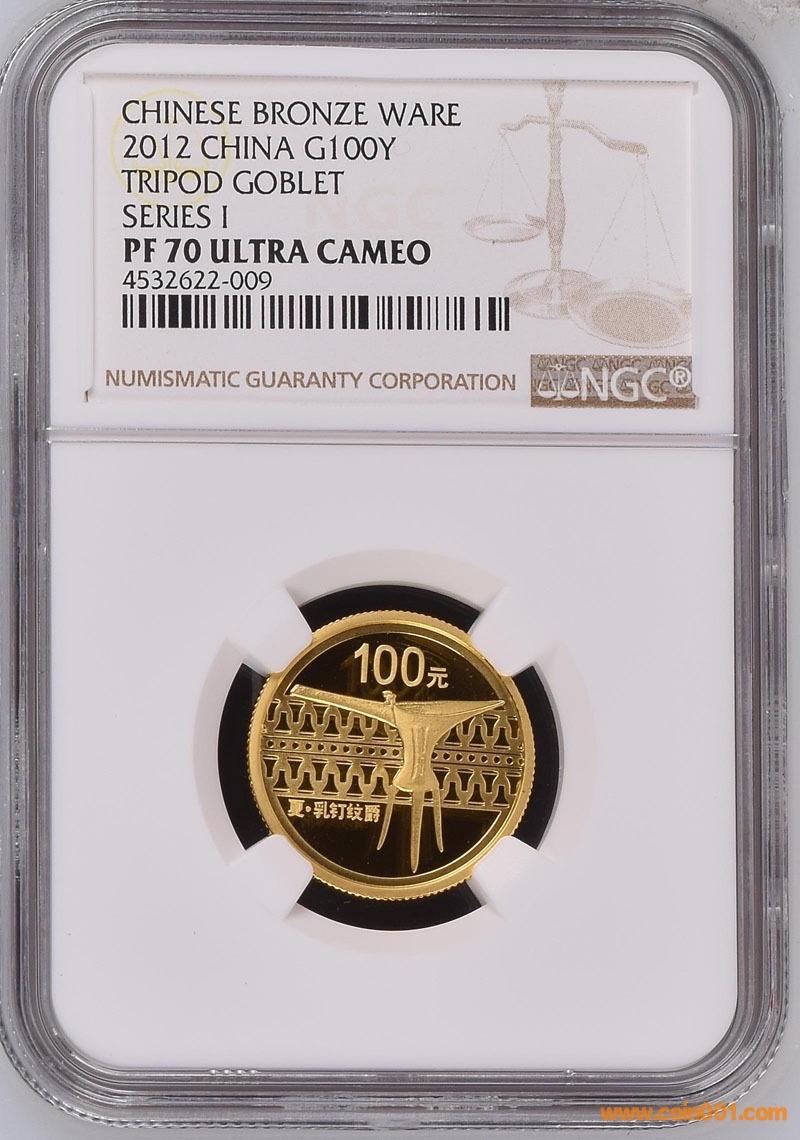 CHINESE BRONZE WARE
2012 CHINA G100Y
TRIPOD GOBLET
SERIES I
PF 70 ULTRA CAMEO
4532622-009
NGC
NUMISMATIC GUARANTY CORPORATION
NGC®
100元
夏·乳钉纹爵
www.coin001.com